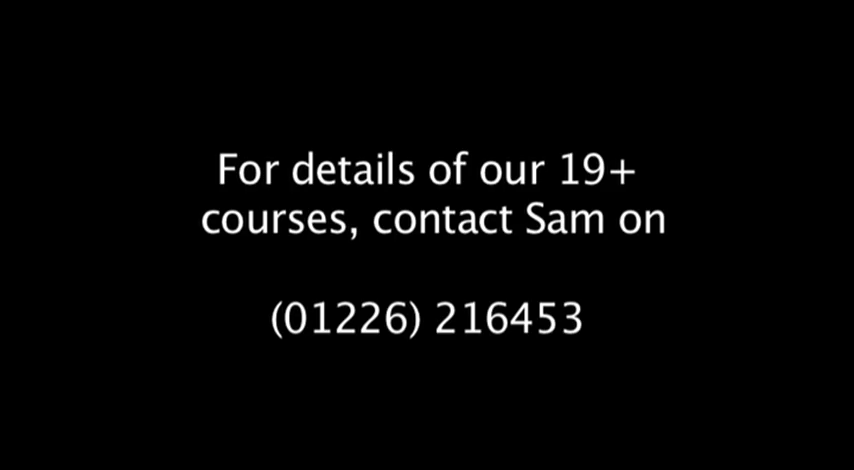 For details of our 19+
courses, contact Sam on
(01226) 216453